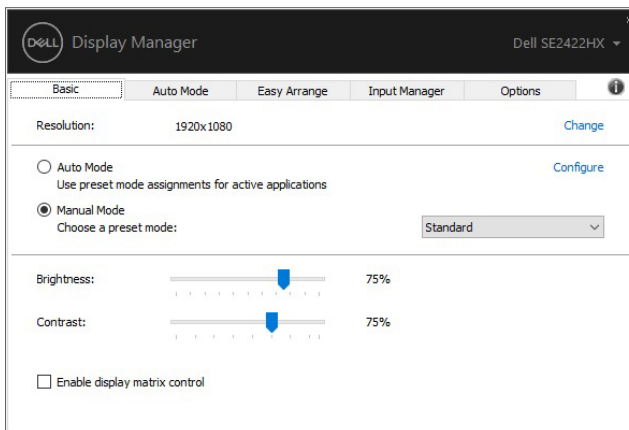 DELL Display Manager Dell SE2422HX
Basic Auto Mode Easy Arrange Input Manager Options
Resolution: 1920x1080 Change
Auto Mode Configure
Use preset mode assignments for active applications
Manual Mode
Choose a preset mode: Standard
Brightness: 75%
Contrast: 75%
Enable display matrix control